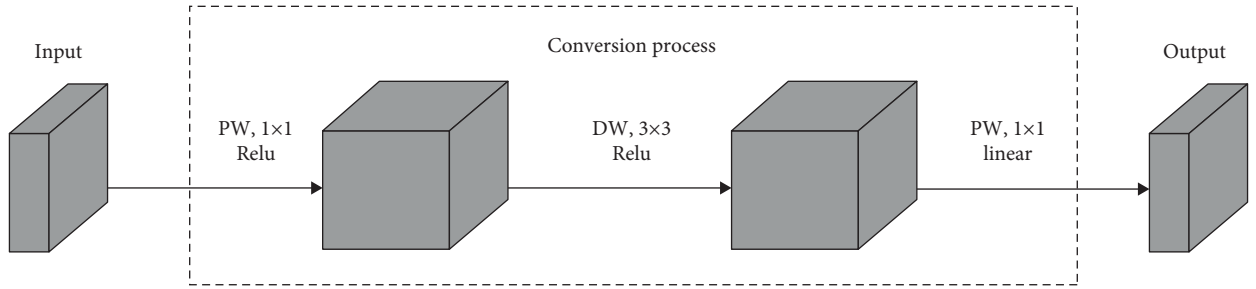 Input
Conversion process
Output
PW, 1×1
Relu
DW, 3×3
Relu
PW, 1×1
linear